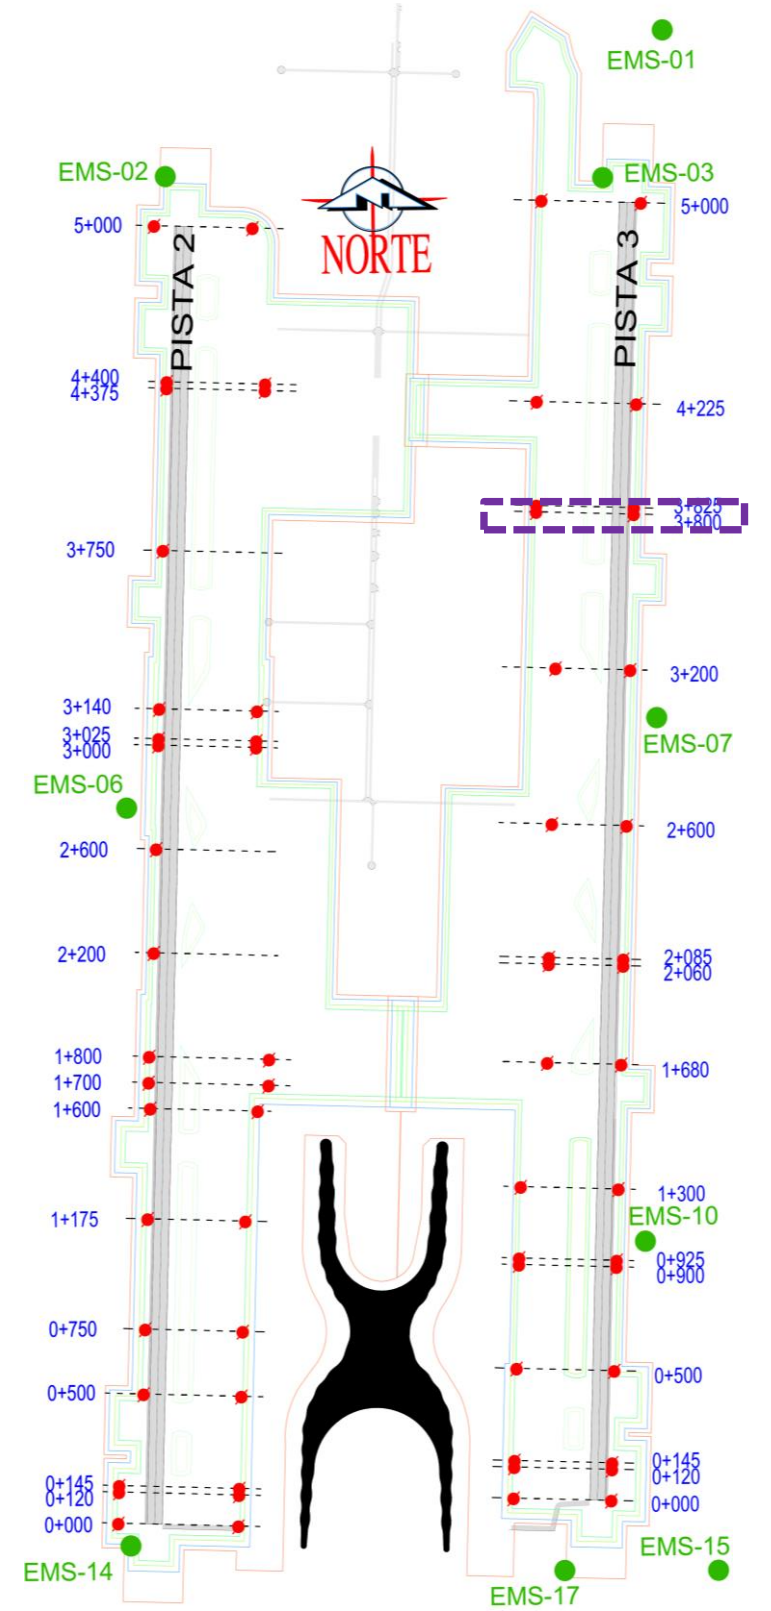 EMS-01
EMS-02
EMS-03
5+000
5+000
NORTE
PISTA 2
PISTA 3
4+400
4+375
4+225
3+825
3+800
3+750
3+200
3+140
EMS-07
3+025
3+000
EMS-06
2+600
2+600
2+200
2+085
2+060
1+800
1+680
1+700
1+600
1+300
1+175
EMS-10
0+925
0+900
0+750
0+500
0+500
0+145
0+120
0+145
0+120
0+000
0+000
EMS-15
EMS-14
EMS-17